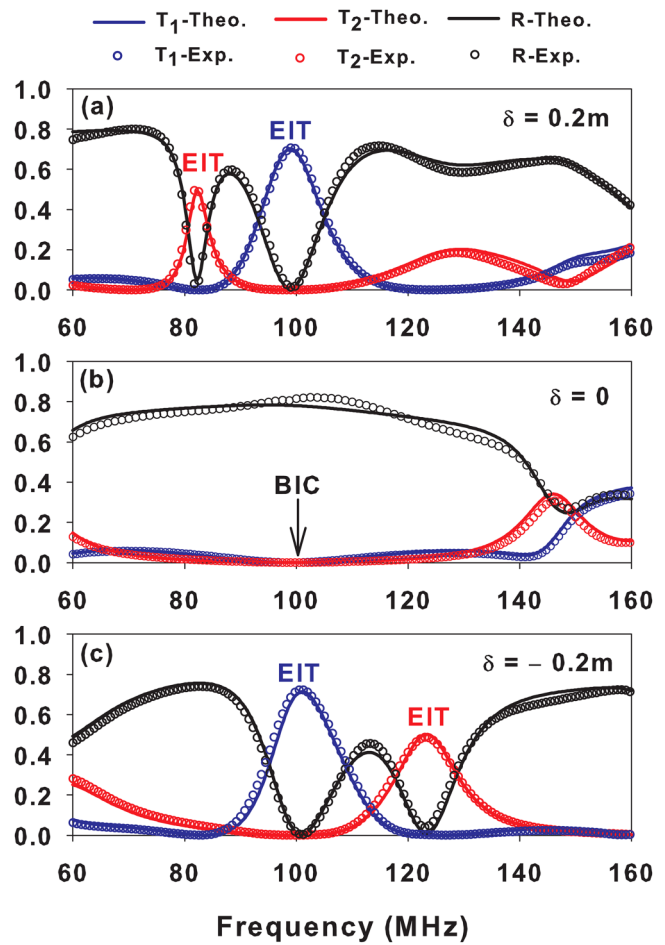 T1-Theo. T2-Theo. R-Theo.
T1-Exp. T2-Exp. R-Exp.
1.0 (a) δ = 0.2m
0.8
EIT EIT
0.6
0.4
0.2
0.0
60 80 100 120 140 160
1.0 (b) δ = 0
0.8
0.6
BIC
0.4
0.2
0.0
60 80 100 120 140 160
1.0 (c) δ = − 0.2m
0.8
EIT EIT
0.6
0.4
0.2
0.0
60 80 100 120 140 160
Frequency (MHz)